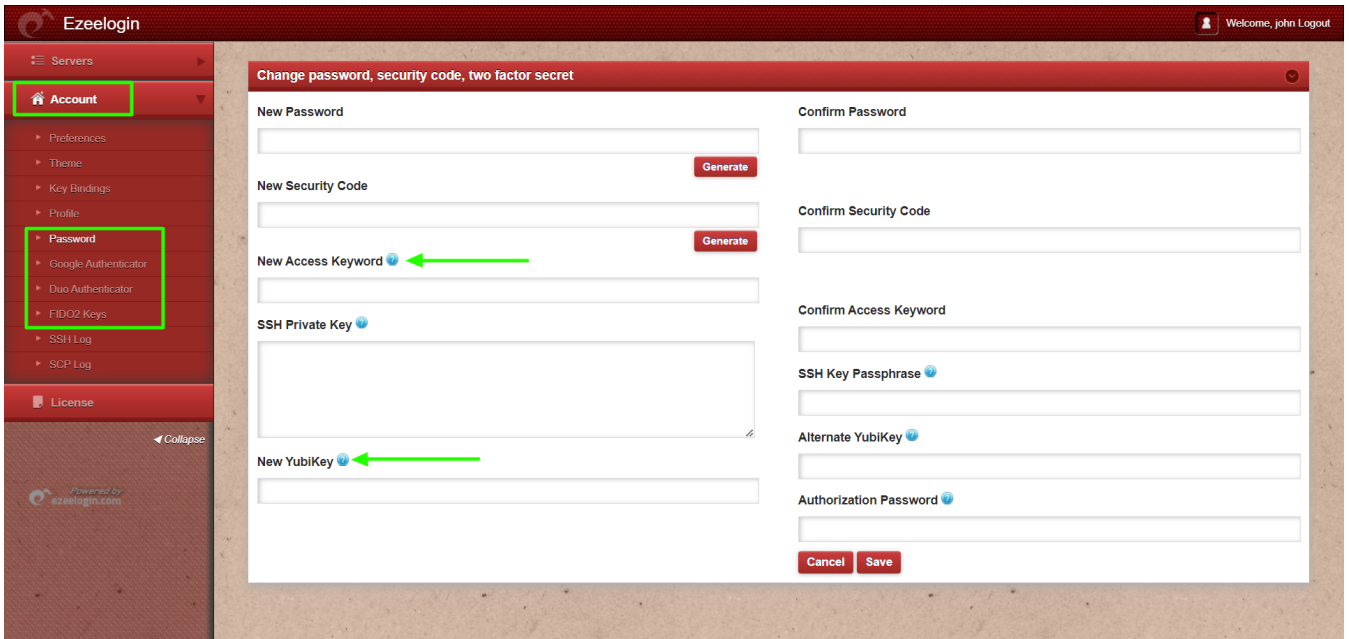 Ezeelogin
Welcome, john Logout
Servers
Account
Preferences
Theme
Key Bindings
Profile
Password
Google Authenticator
Duo Authenticator
FIDO2 Keys
SSH Log
SCP Log
License
Collapse
Powered by
ezeelogin.com
Change password, security code, two factor secret
New Password
Confirm Password
Generate
New Security Code
Confirm Security Code
Generate
New Access Keyword ?
Confirm Access Keyword
SSH Private Key ?
SSH Key Passphrase ?
Alternate YubiKey ?
New YubiKey ?
Authorization Password ?
Cancel Save